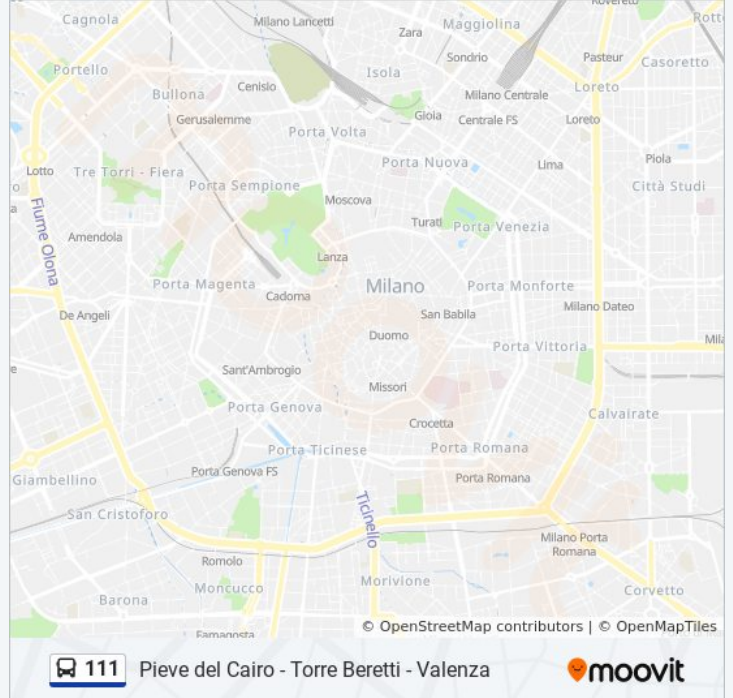 Rovereto
Cagnola
Milano Lancetti
Maggiolina
Rotto
Zara
Sondrio
Pasteur
Casoretto
Portello
Isola
Loreto
Bullona
Cenisio
Milano Centrale
Gerusalemme
Gioia
Centrale FS
Loreto
Porta Volta
Lotto
Tre Torri - Fiera
Porta Nuova
Lima
Piola
Porta Sempione
Città Studi
o
a
Moscova
Fiume Olona
Turati
Porta Venezia
Amendola
Lanza
Porta Magenta
Cadorna
Milano
Porta Monforte
De Angeli
San Babila
Milano Dateo
Duomo
Porta Vittoria
Mila
e
Sant'Ambrogio
Missori
Porta Genova
Crocetta
Calvairate
Porta Ticinese
Porta Romana
Giambellino
Porta Genova FS
Porta Romana
San Cristoforo
Ticinello
Milano Porta
Romana
Romolo
Moncucco
Morivione
Corvetto
Barona
Famagosta
© OpenStreetMap contributors | © OpenMapTiles
111 Pieve del Cairo - Torre Beretti - Valenza
moovit